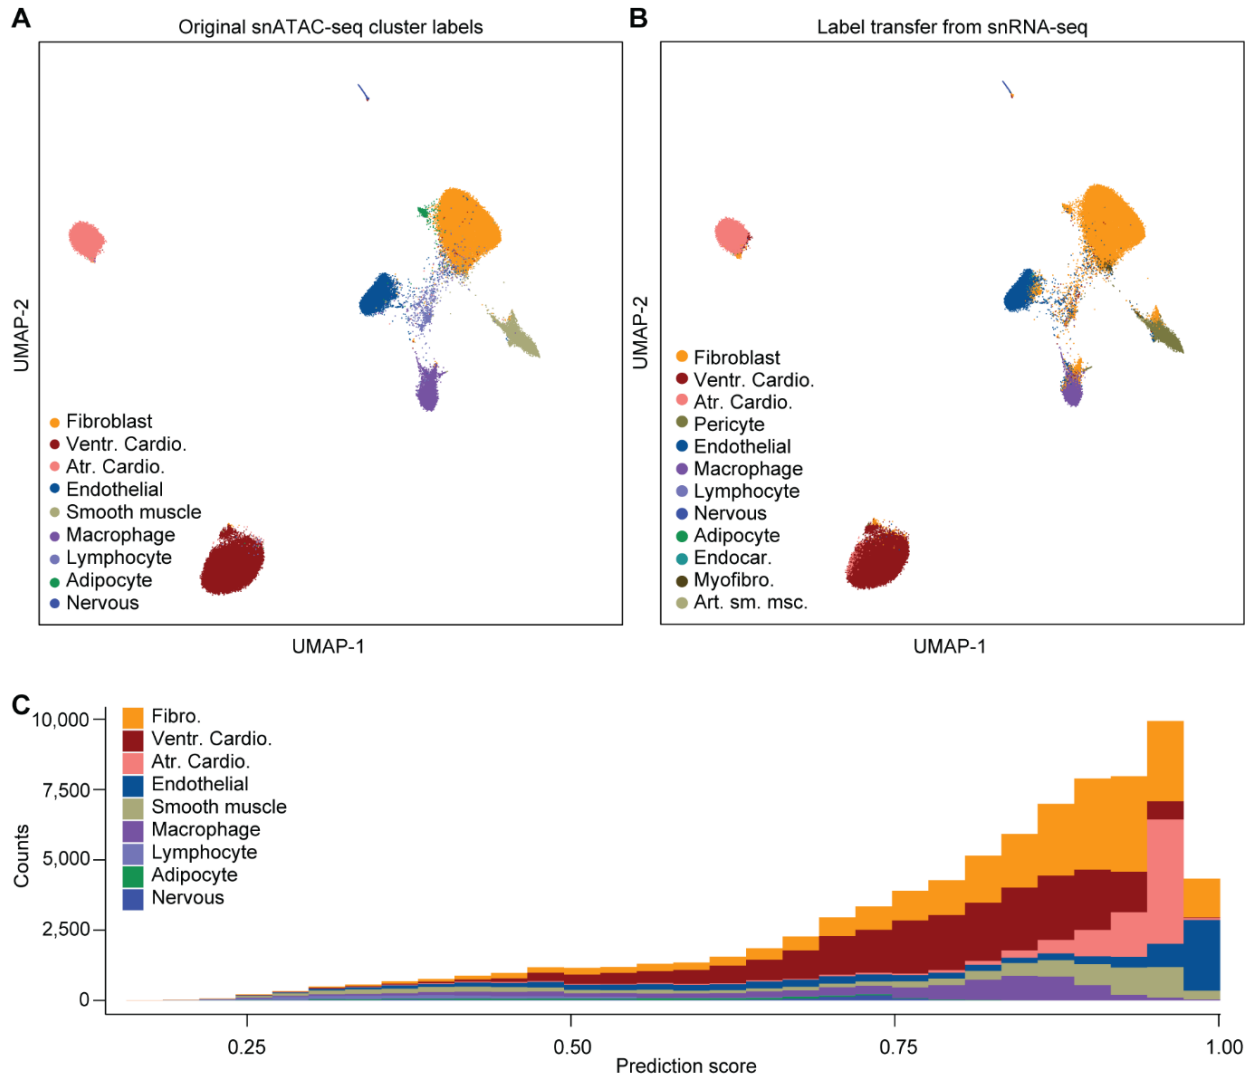 A
Original snATAC-seq cluster labels
UMAP-2
Fibroblast
Ventr. Cardio.
Atr. Cardio.
Endothelial
Smooth muscle
Macrophage
Lymphocyte
Adipocyte
Nervous
UMAP-1
B
Label transfer from snRNA-seq
UMAP-2
Fibroblast
Ventr. Cardio.
Atr. Cardio.
Pericyte
Endothelial
Macrophage
Lymphocyte
Nervous
Adipocyte
Endocar.
Myofibro.
Art. sm. msc.
UMAP-1
C
Counts
10,000
7,500
5,000
2,500
0
Fibro.
Ventr. Cardio.
Atr. Cardio.
Endothelial
Smooth muscle
Macrophage
Lymphocyte
Adipocyte
Nervous
0.25 0.50 0.75 1.00
Prediction score